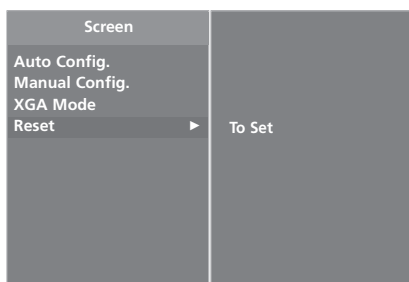 Screen
Auto Config.
Manual Config.
XGA Mode
Reset ►
To Set